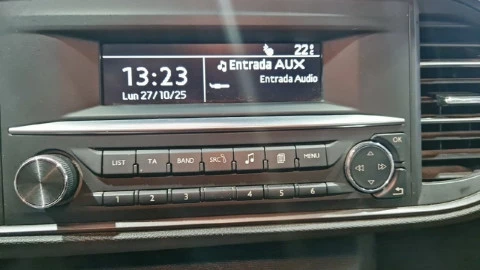 22
13:23
Entrada AUX
Lun 27/10/25
Entrada Audio
LIST TA BAND SRC MENU
OK
1 2 3 4 5 6